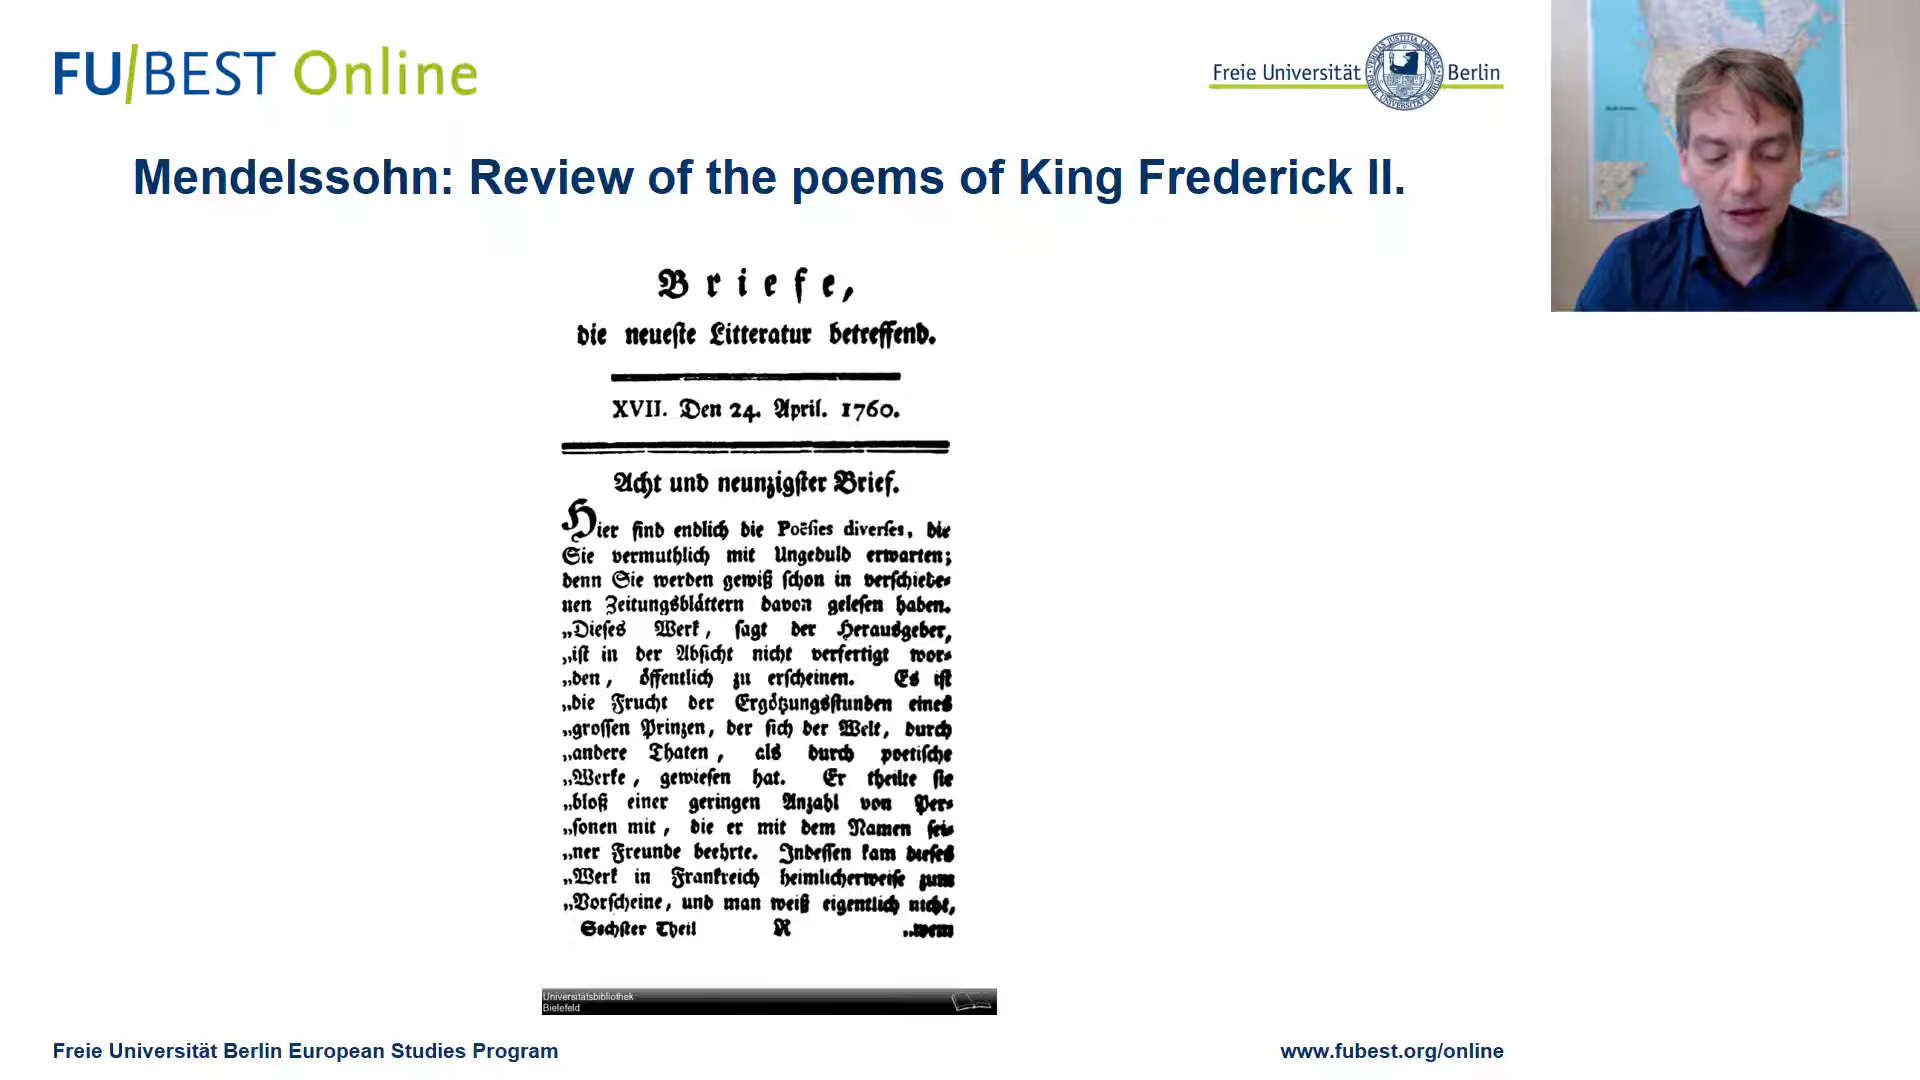 FU/BEST Online
Freie Universität Berlin
Mendelssohn: Review of the poems of King Frederick II.
Briefe,
die neueſte Litteratur betreffend.
XVII. Den 24. April. 1760.
Acht und neunzigſter Brief.
Hier ſind endlich die Poëſies diverſes, die
Sie vermuthlich mit Ungeduld erwarten;
denn Sie werden gewiß ſchon in verſchiede⸗
nen Zeitungsblättern davon geleſen haben.
„Dieſes Werk, ſagt der Herausgeber,
„iſt in der Abſicht nicht verfertigt wor⸗
„den, öffentlich zu erſcheinen. Es iſt
„die Frucht der Ergötzungsſtunden eines
„groſſen Prinzen, der ſich der Welt, durch
„andere Thaten, als durch poetiſche
„Werke, gewieſen hat. Er theilte ſie
„bloß einer geringen Anzahl von Per⸗
„ſonen mit, die er mit dem Namen ſei⸗
„ner Freunde beehrte. Indeſſen kam dieſes
„Werk in Frankreich heimlicherweiſe zum
„Vorſcheine, und man weiß eigentlich nicht,
Sechſter Theil R „wem
Universitätsbibliothek
Bielefeld
Freie Universität Berlin European Studies Program
www.fubest.org/online